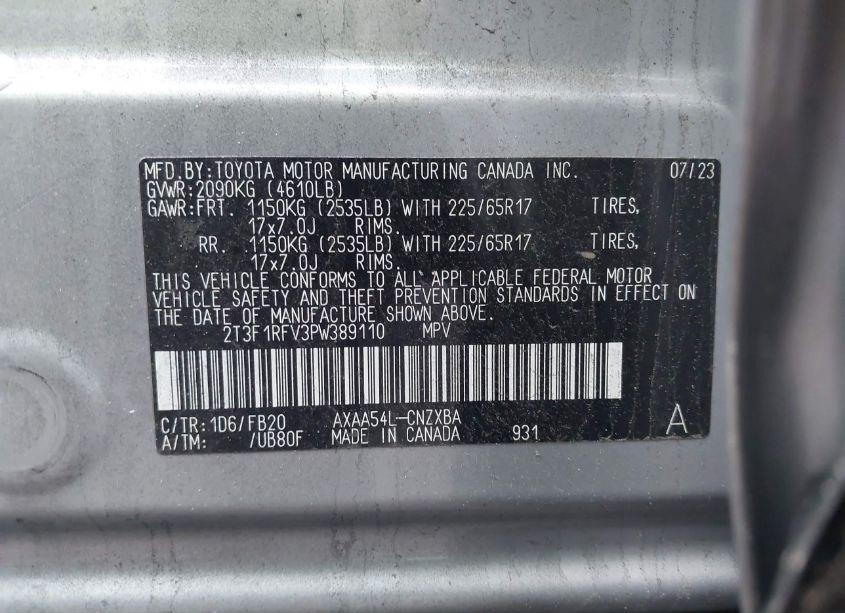 MFD.BY:TOYOTA MOTOR MANUFACTURING CANADA INC. 07/23
GVWR:2090KG (4610LB)
GAWR:FRT. 1150KG (2535LB) WITH 225/65R17 TIRES,
17x7.0J RIMS.
RR. 1150KG (2535LB) WITH 225/65R17 TIRES,
17x7.0J RIMS.
THIS VEHICLE CONFORMS TO ALL APPLICABLE FEDERAL MOTOR
VEHICLE SAFETY AND THEFT PREVENTION STANDARDS IN EFFECT ON
THE DATE OF MANUFACTURE SHOWN ABOVE.
2T3F1RFV3PW389110 MPV
C/TR:1D6/FB20 AXAA54L-CNZXBA
A/TM: /UB80F MADE IN CANADA 931 A